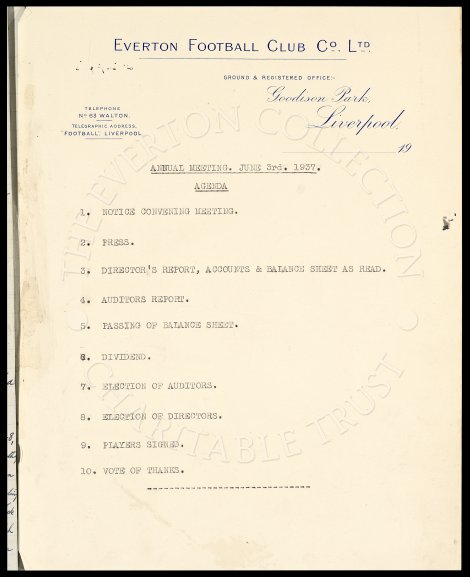 EVERTON FOOTBALL CLUB CO. LTD.
GROUND & REGISTERED OFFICE:-
Goodison Park,
Liverpool,
19
TELEPHONE
No 63 WALTON.
TELEGRAPHIC ADDRESS,
"FOOTBALL", LIVERPOOL
ANNUAL MEETING. JUNE 3rd. 1937.
AGENDA
1. NOTICE CONVENING MEETING.
2. PRESS.
3. DIRECTOR'S REPORT, ACCOUNTS & BALANCE SHEET AS READ.
4. AUDITORS REPORT.
5. PASSING OF BALANCE SHEET.
6. DIVIDEND.
7. ELECTION OF AUDITORS.
8. ELECTION OF DIRECTORS.
9. PLAYERS SIGNED.
10. VOTE OF THANKS.
THE EVERTON COLLECTION
CHARITABLE TRUST